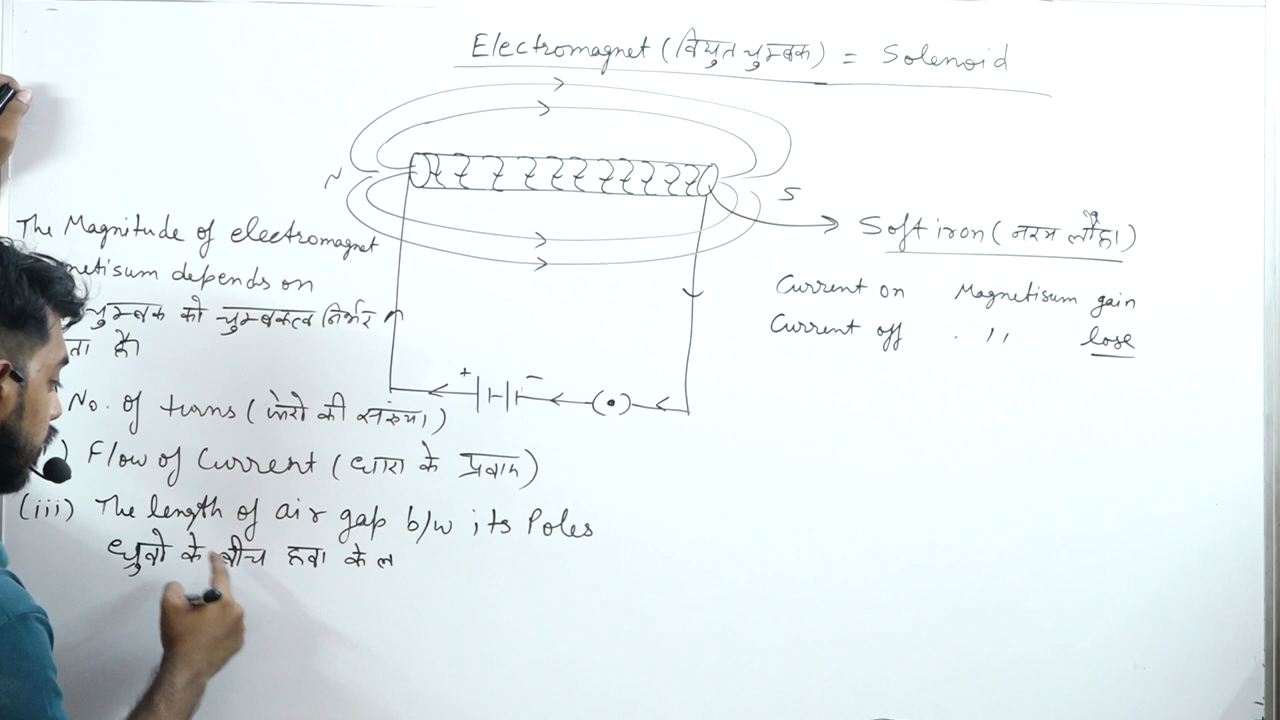 Electromagnet (विद्युत चुम्बक) = Solenoid
N
S
Soft iron (नरम लौहा)
Current on Magnetisum gain
Current off . ,, lose
The Magnitude of electromagnet
netisum depends on
चुम्बक को चुम्बकत्व निर्भर
ता है
+ −
No. of turns (फेरो की संख्या)
) Flow of Current (धारा के प्रवाह)
(iii) The length of air gap b/w its Poles
ध्रुवो के बीच हवा के ल